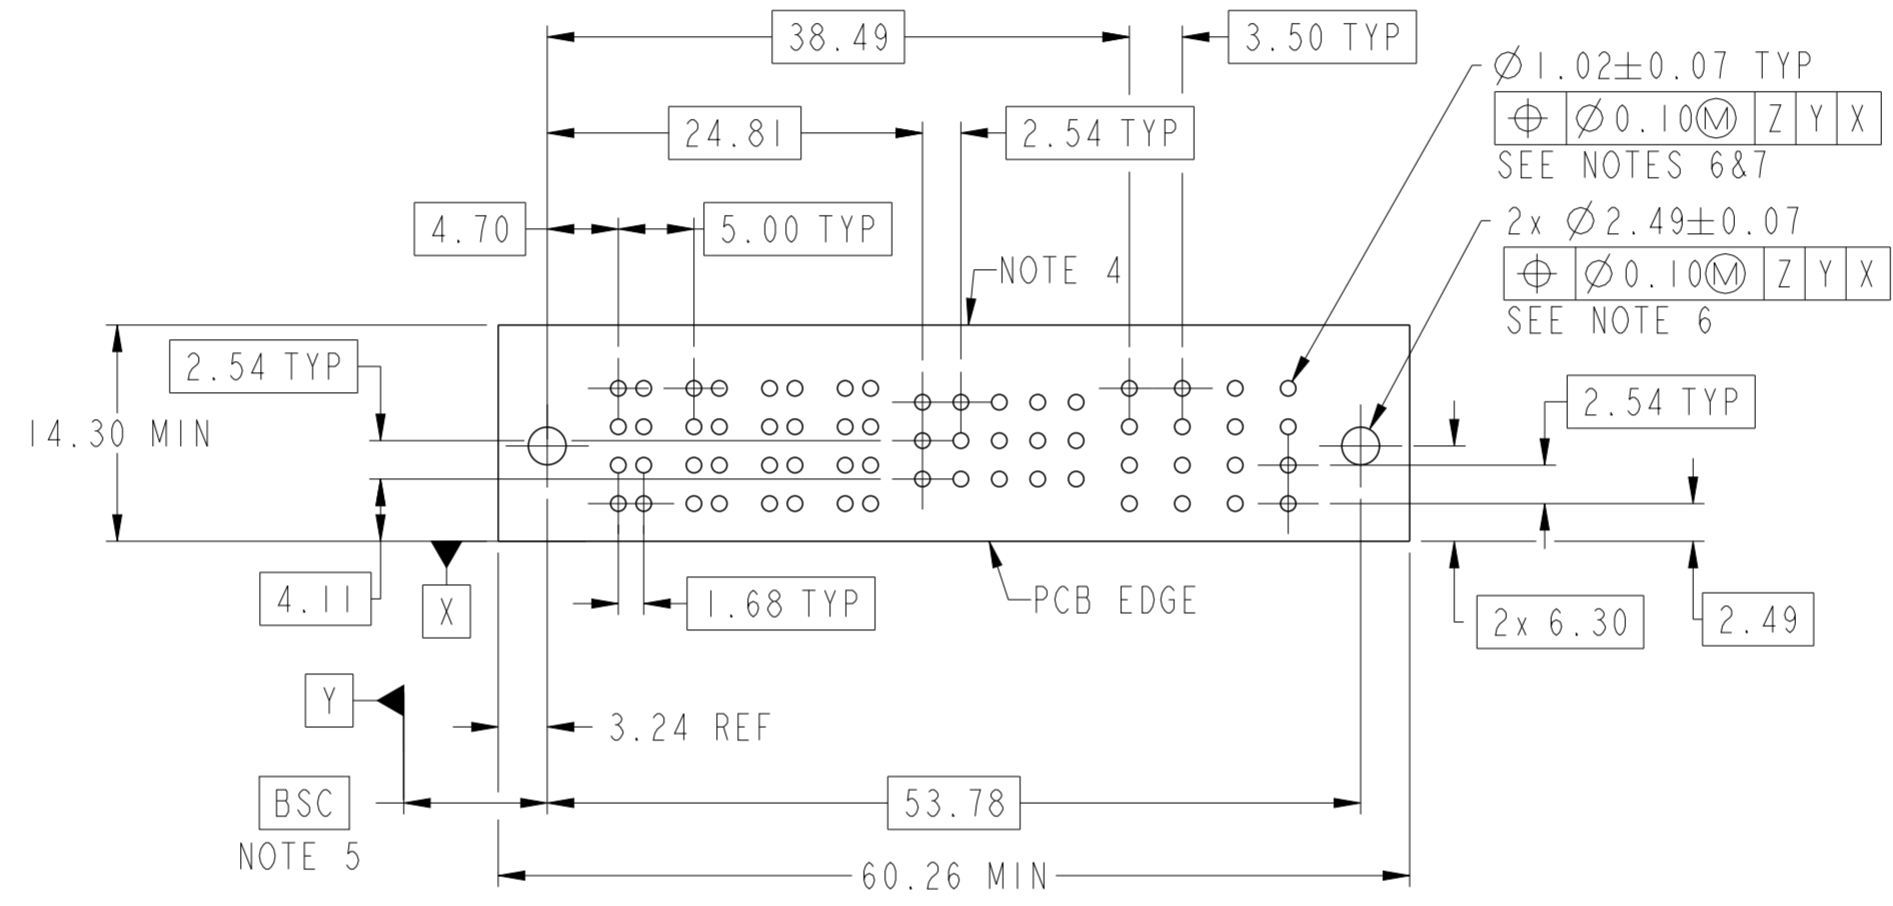 38.49
3.50 TYP
Ø1.02±0.07 TYP
⌖ Ø0.10Ⓜ Z Y X
SEE NOTES 6&7
24.81
2.54 TYP
4.70
5.00 TYP
2x Ø2.49±0.07
⌖ Ø0.10Ⓜ Z Y X
SEE NOTE 6
NOTE 4
2.54 TYP
14.30 MIN
2.54 TYP
4.11
X
1.68 TYP
PCB EDGE
2x 6.30
2.49
Y
3.24 REF
BSC
NOTE 5
53.78
60.26 MIN